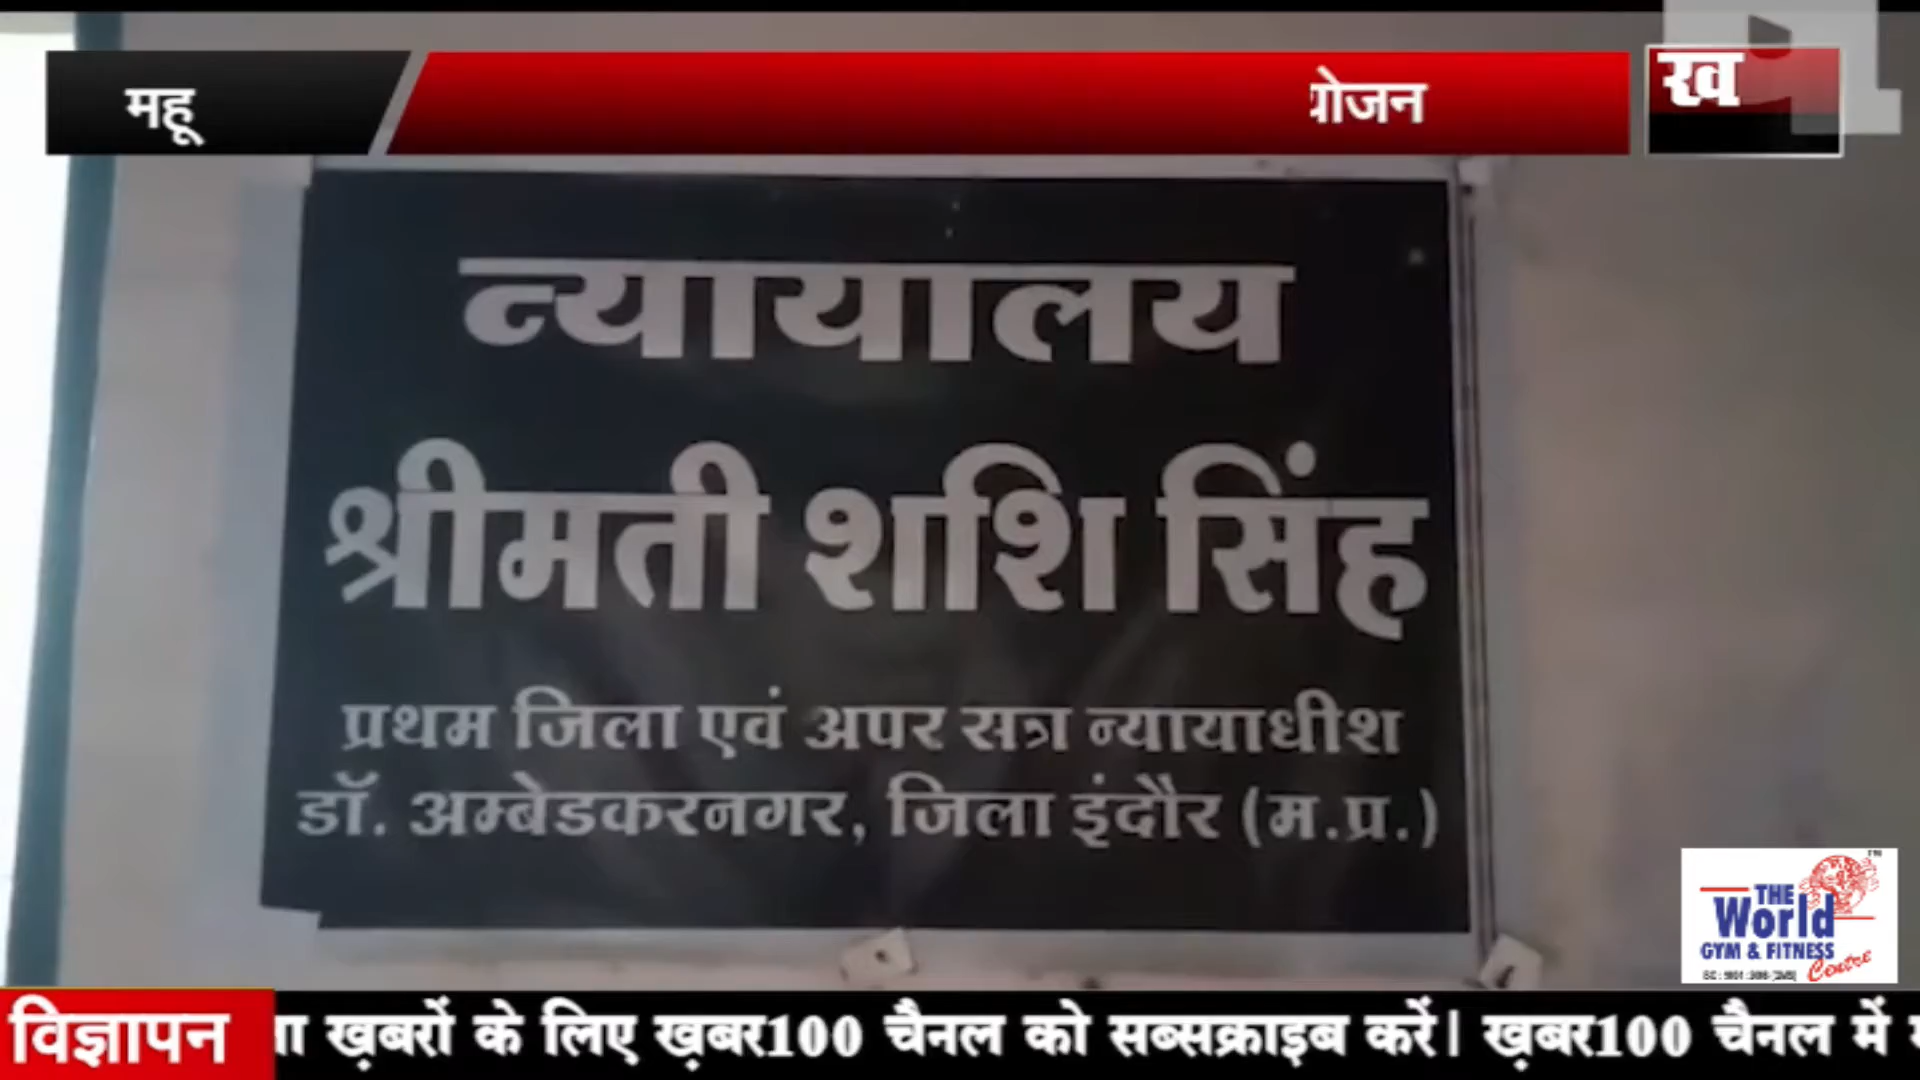 महू
योजन
ख
न्यायालय
श्रीमती शशि सिंह
प्रथम जिला एवं अपर सत्र न्यायाधीश
डॉ. अम्बेडकरनगर, जिला इंदौर (म.प्र.)
THE
World
GYM & FITNESS
Centre
विज्ञापन
ख़बरों के लिए ख़बर100 चैनल को सब्सक्राइब करें| ख़बर100 चैनल में